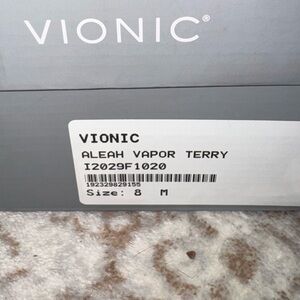 VIONIC®
VIONIC
ALEAH VAPOR TERRY
I2029F1020
192329829155
Size: 8 M